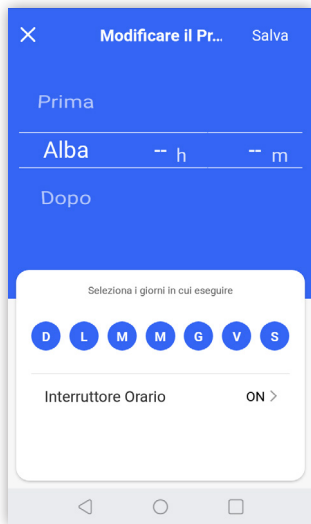 Modificare il Pr... Salva
Prima
Alba -- h -- m
Dopo
Seleziona i giorni in cui eseguire
D L M M G V S
Interruttore Orario ON >